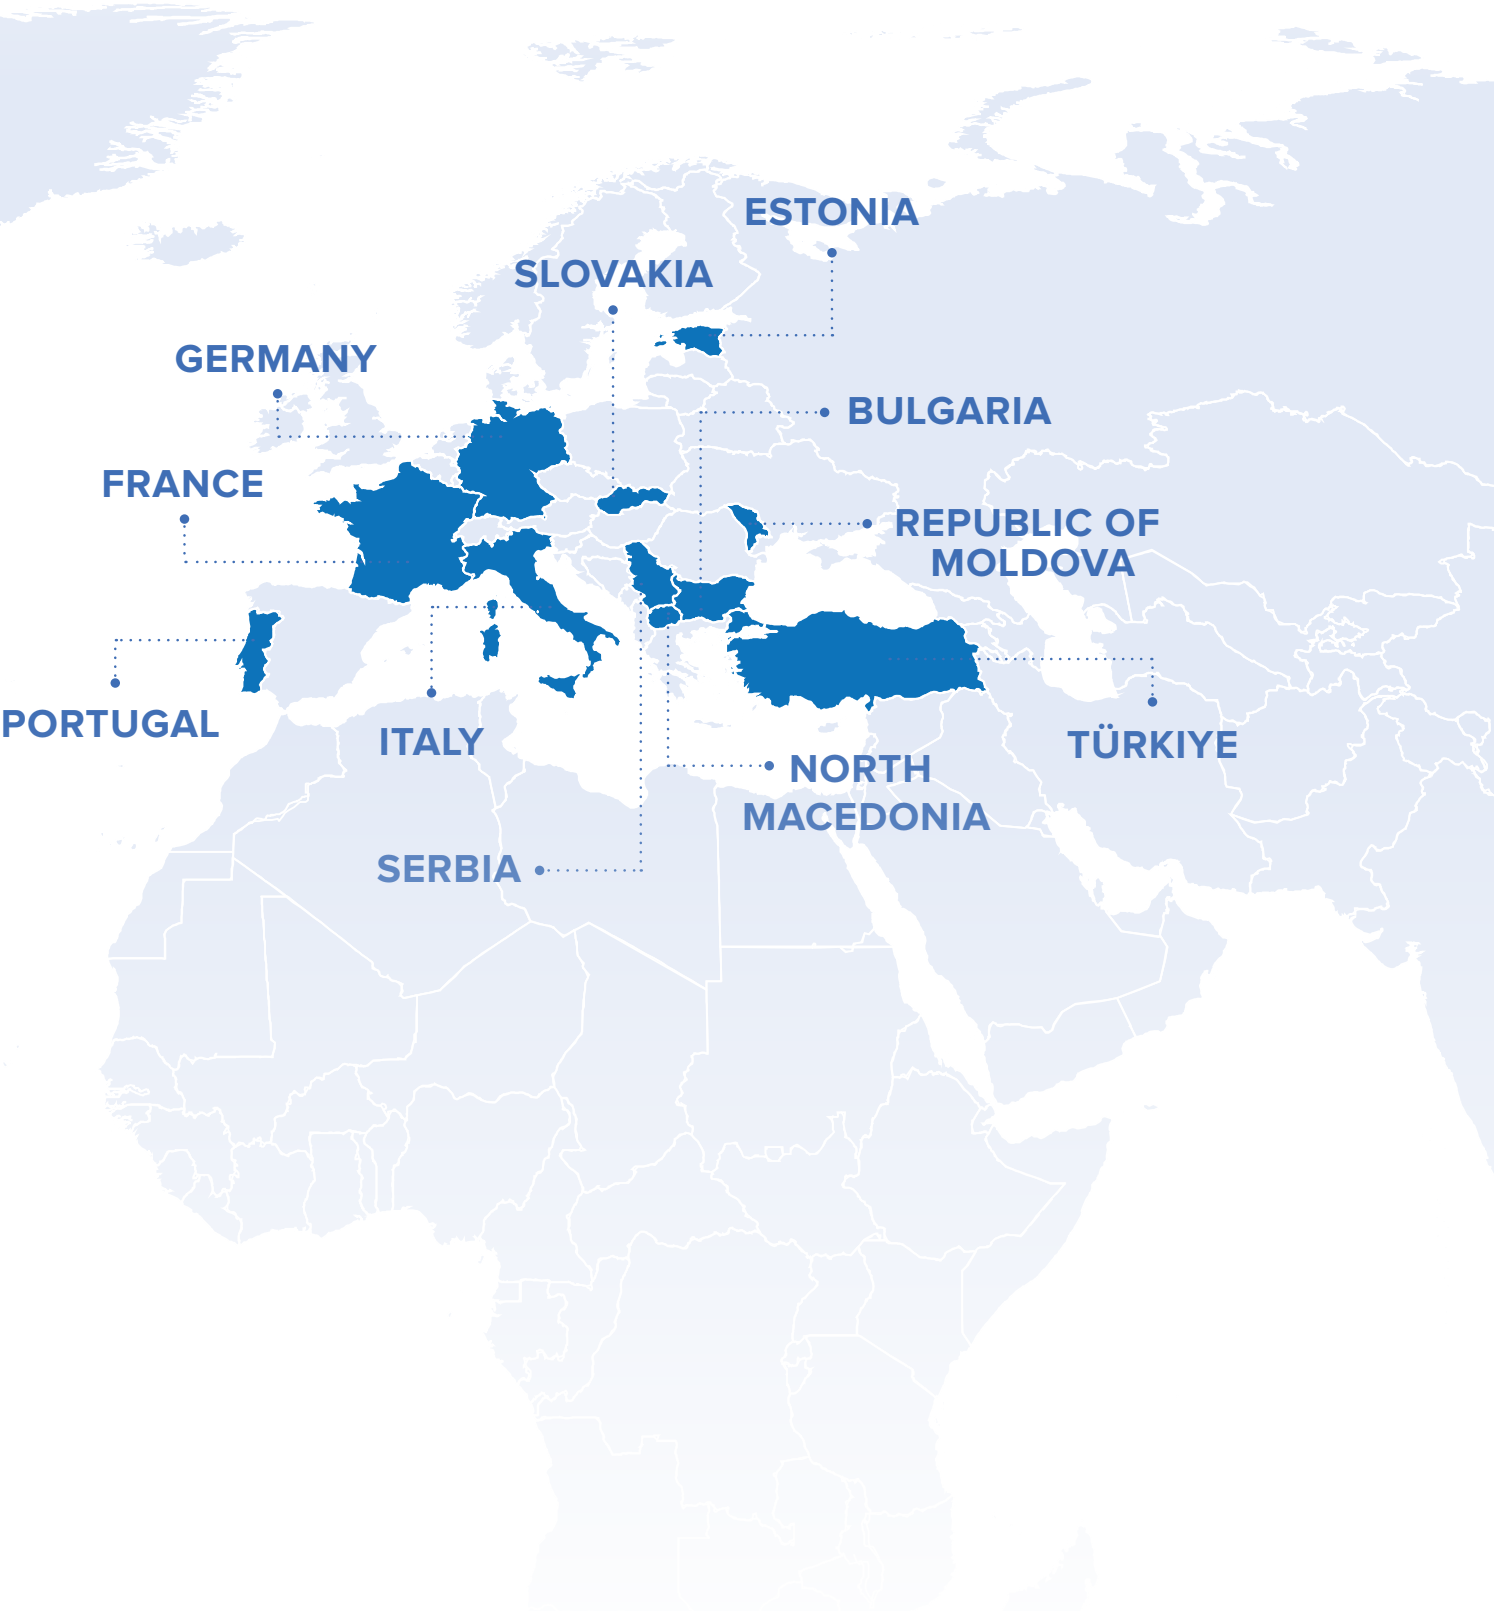 ESTONIA
SLOVAKIA
GERMANY
BULGARIA
FRANCE
REPUBLIC OF
MOLDOVA
PORTUGAL
ITALY
TÜRKIYE
NORTH
MACEDONIA
SERBIA